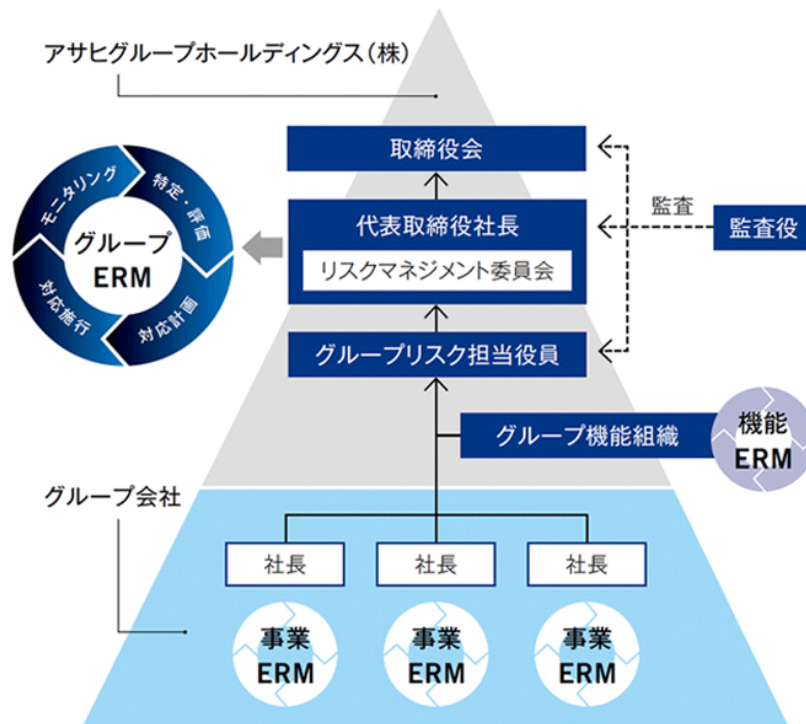 アサヒグループホールディングス(株)
取締役会
代表取締役社長
リスクマネジメント委員会
監査
監査役
モニタリング
特定・評価
対応計画
対応施行
グループ
ERM
グループリスク担当役員
グループ機能組織
機能
ERM
グループ会社
社長
社長
社長
事業
ERM
事業
ERM
事業
ERM